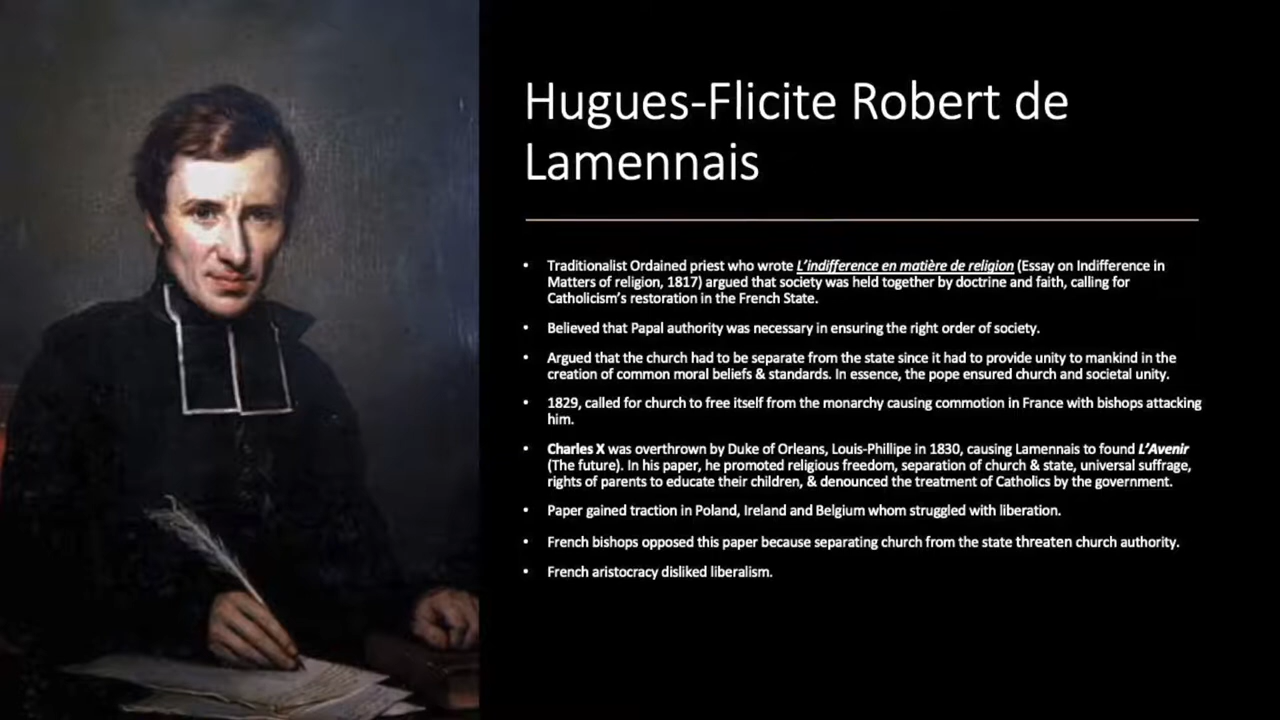 Hugues-Flicite Robert de
Lamennais
• Traditionalist Ordained priest who wrote L'indifference en matière de religion (Essay on Indifference in
Matters of religion, 1817) argued that society was held together by doctrine and faith, calling for
Catholicism's restoration in the French State.
• Believed that Papal authority was necessary in ensuring the right order of society.
• Argued that the church had to be separate from the state since it had to provide unity to mankind in the
creation of common moral beliefs & standards. In essence, the pope ensured church and societal unity.
• 1829, called for church to free itself from the monarchy causing commotion in France with bishops attacking
him.
• Charles X was overthrown by Duke of Orleans, Louis-Phillipe in 1830, causing Lamennais to found L'Avenir
(The future). In his paper, he promoted religious freedom, separation of church & state, universal suffrage,
rights of parents to educate their children, & denounced the treatment of Catholics by the government.
• Paper gained traction in Poland, Ireland and Belgium whom struggled with liberation.
• French bishops opposed this paper because separating church from the state threaten church authority.
• French aristocracy disliked liberalism.